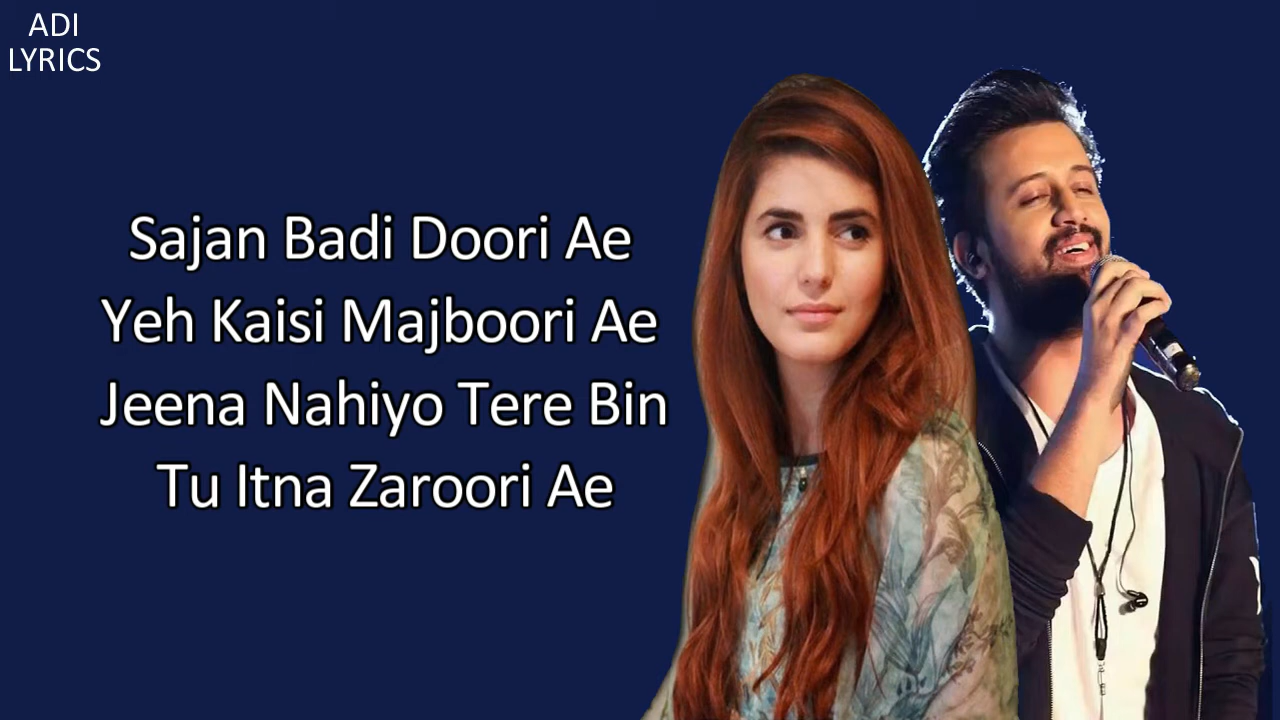 ADI
LYRICS
Sajan Badi Doori Ae
Yeh Kaisi Majboori Ae
Jeena Nahiyo Tere Bin
Tu Itna Zaroori Ae